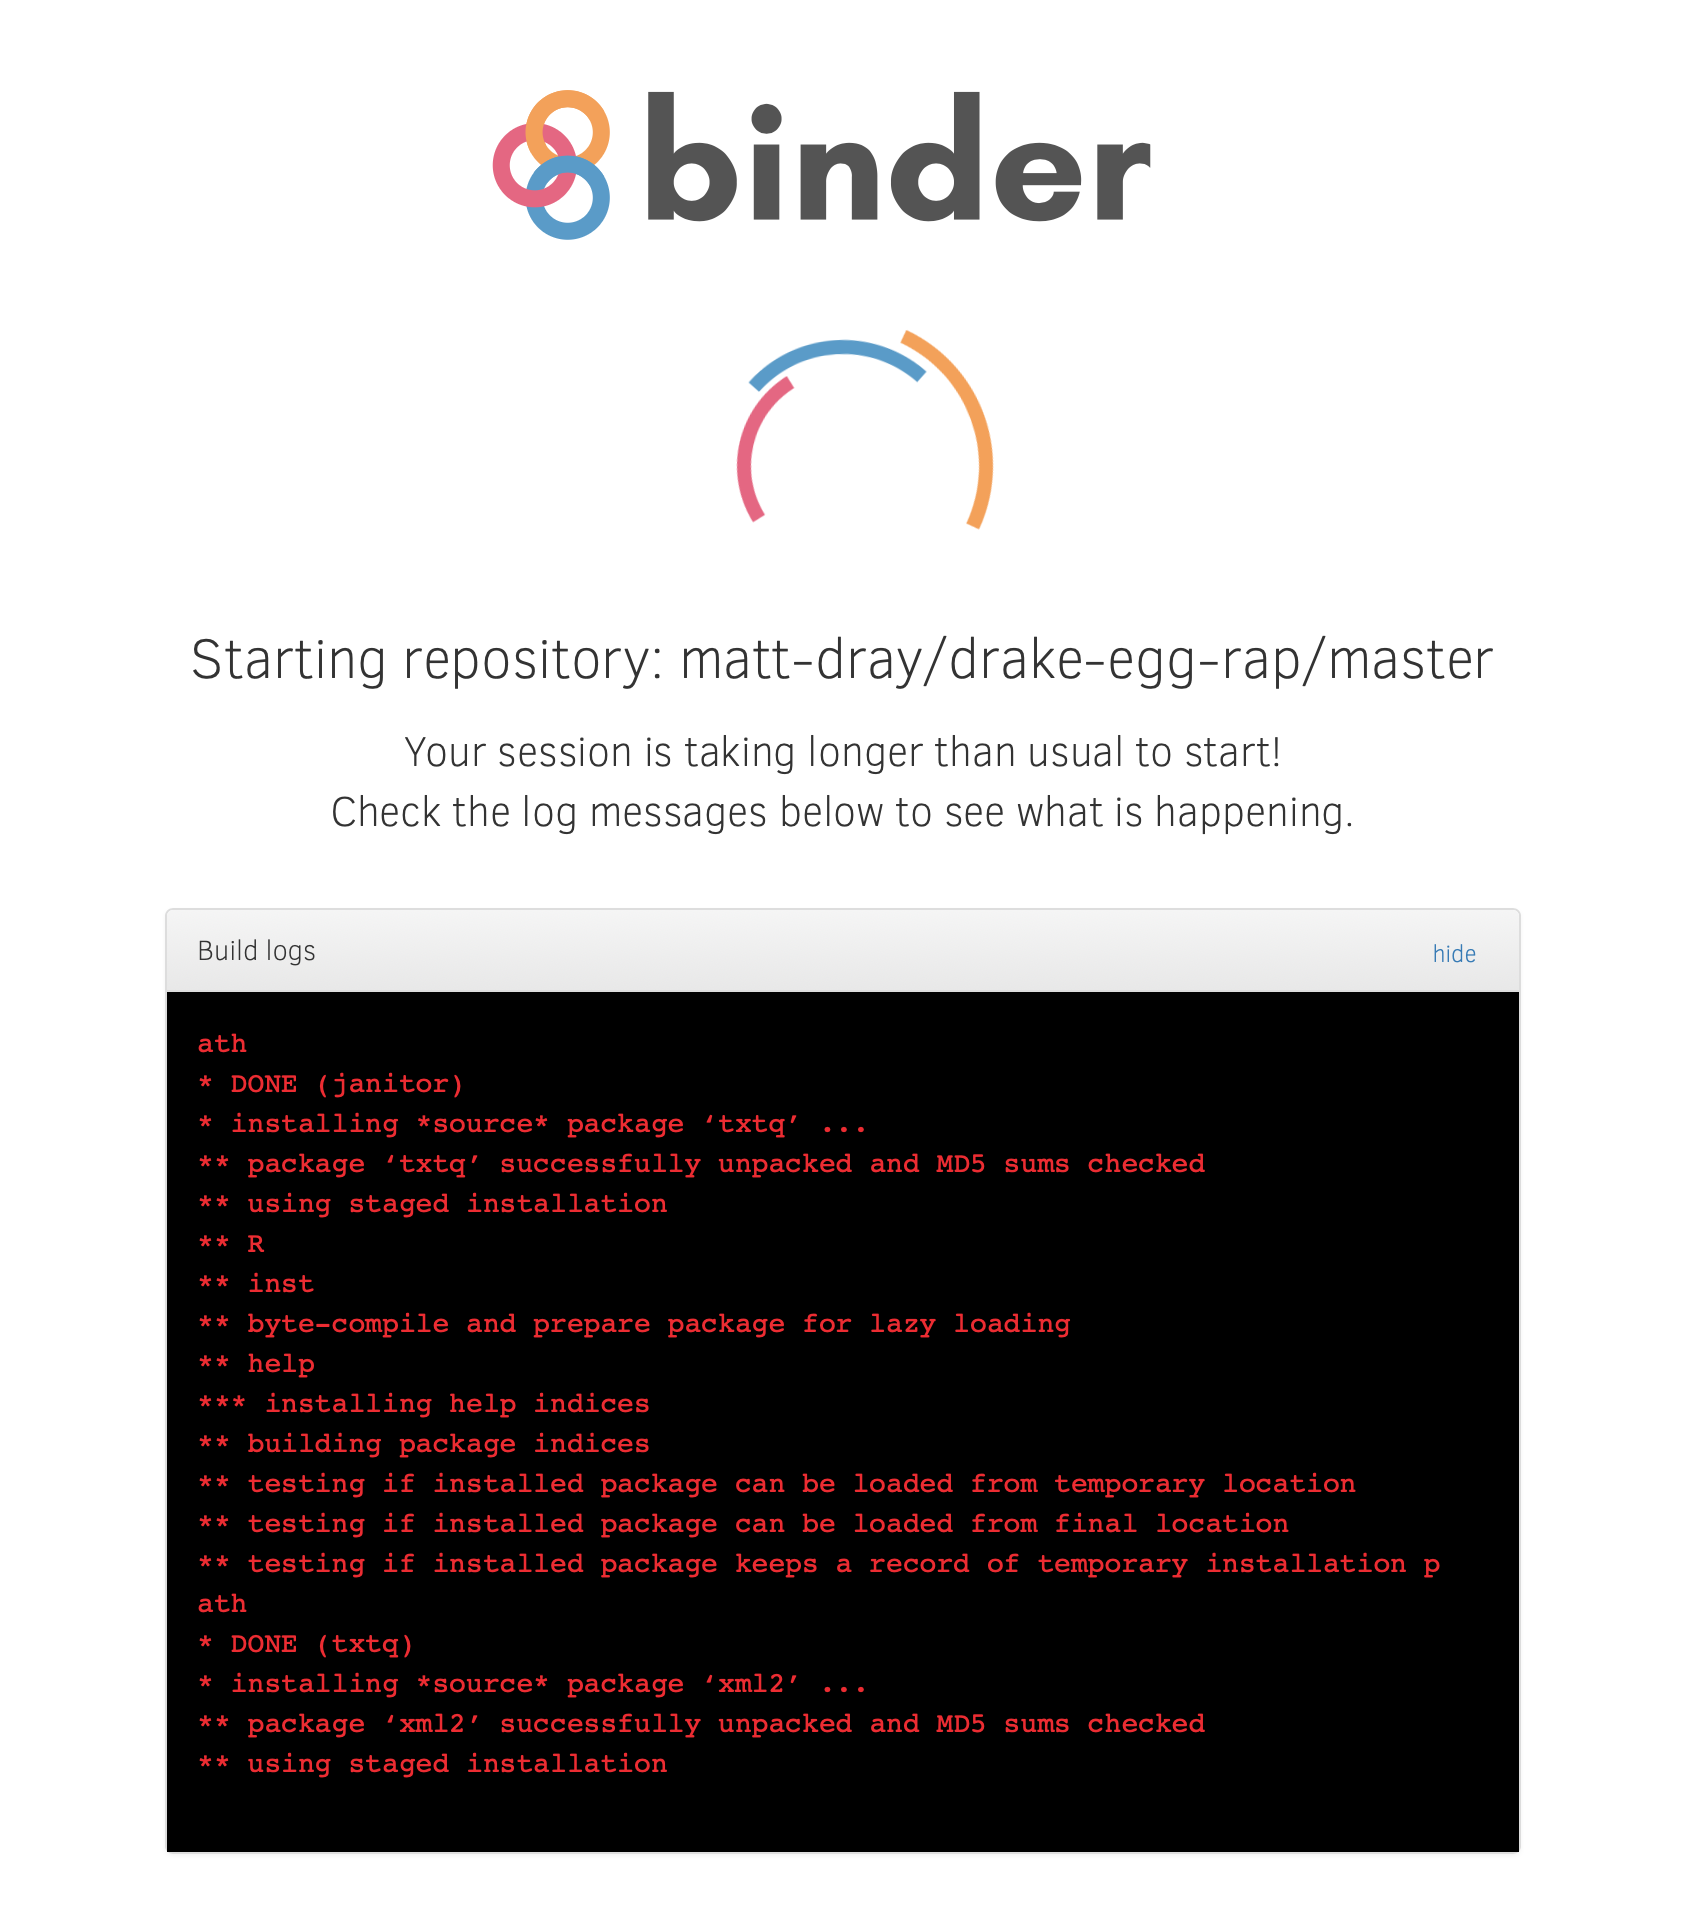 binder
Starting repository: matt-dray/drake-egg-rap/master
Your session is taking longer than usual to start!
Check the log messages below to see what is happening.
Build logs
hide
ath
* DONE (janitor)
* installing *source* package ‘txtq’ ...
** package ‘txtq’ successfully unpacked and MD5 sums checked
** using staged installation
** R
** inst
** byte-compile and prepare package for lazy loading
** help
*** installing help indices
** building package indices
** testing if installed package can be loaded from temporary location
** testing if installed package can be loaded from final location
** testing if installed package keeps a record of temporary installation p
ath
* DONE (txtq)
* installing *source* package ‘xml2’ ...
** package ‘xml2’ successfully unpacked and MD5 sums checked
** using staged installation